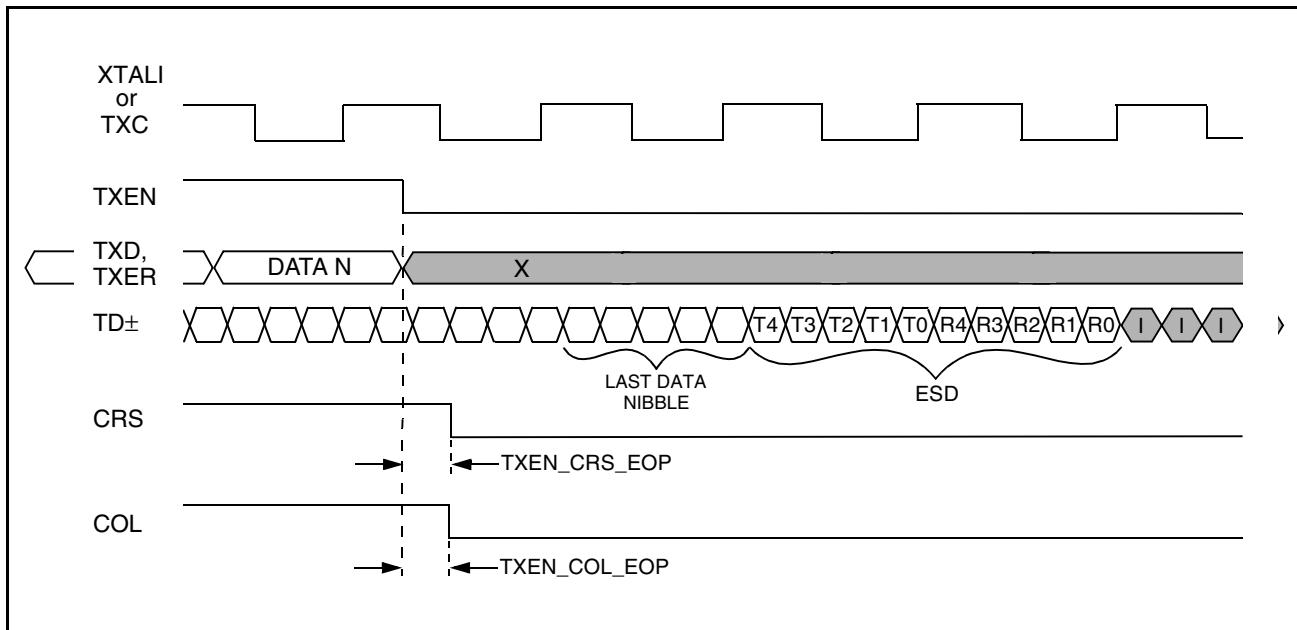 XTALI
or
TXC
TXEN
TXD,
TXER
DATA N
X
TD±
T4 T3 T2 T1 T0 R4 R3 R2 R1 R0 I I I
LAST DATA
NIBBLE
ESD
CRS
TXEN_CRS_EOP
COL
TXEN_COL_EOP